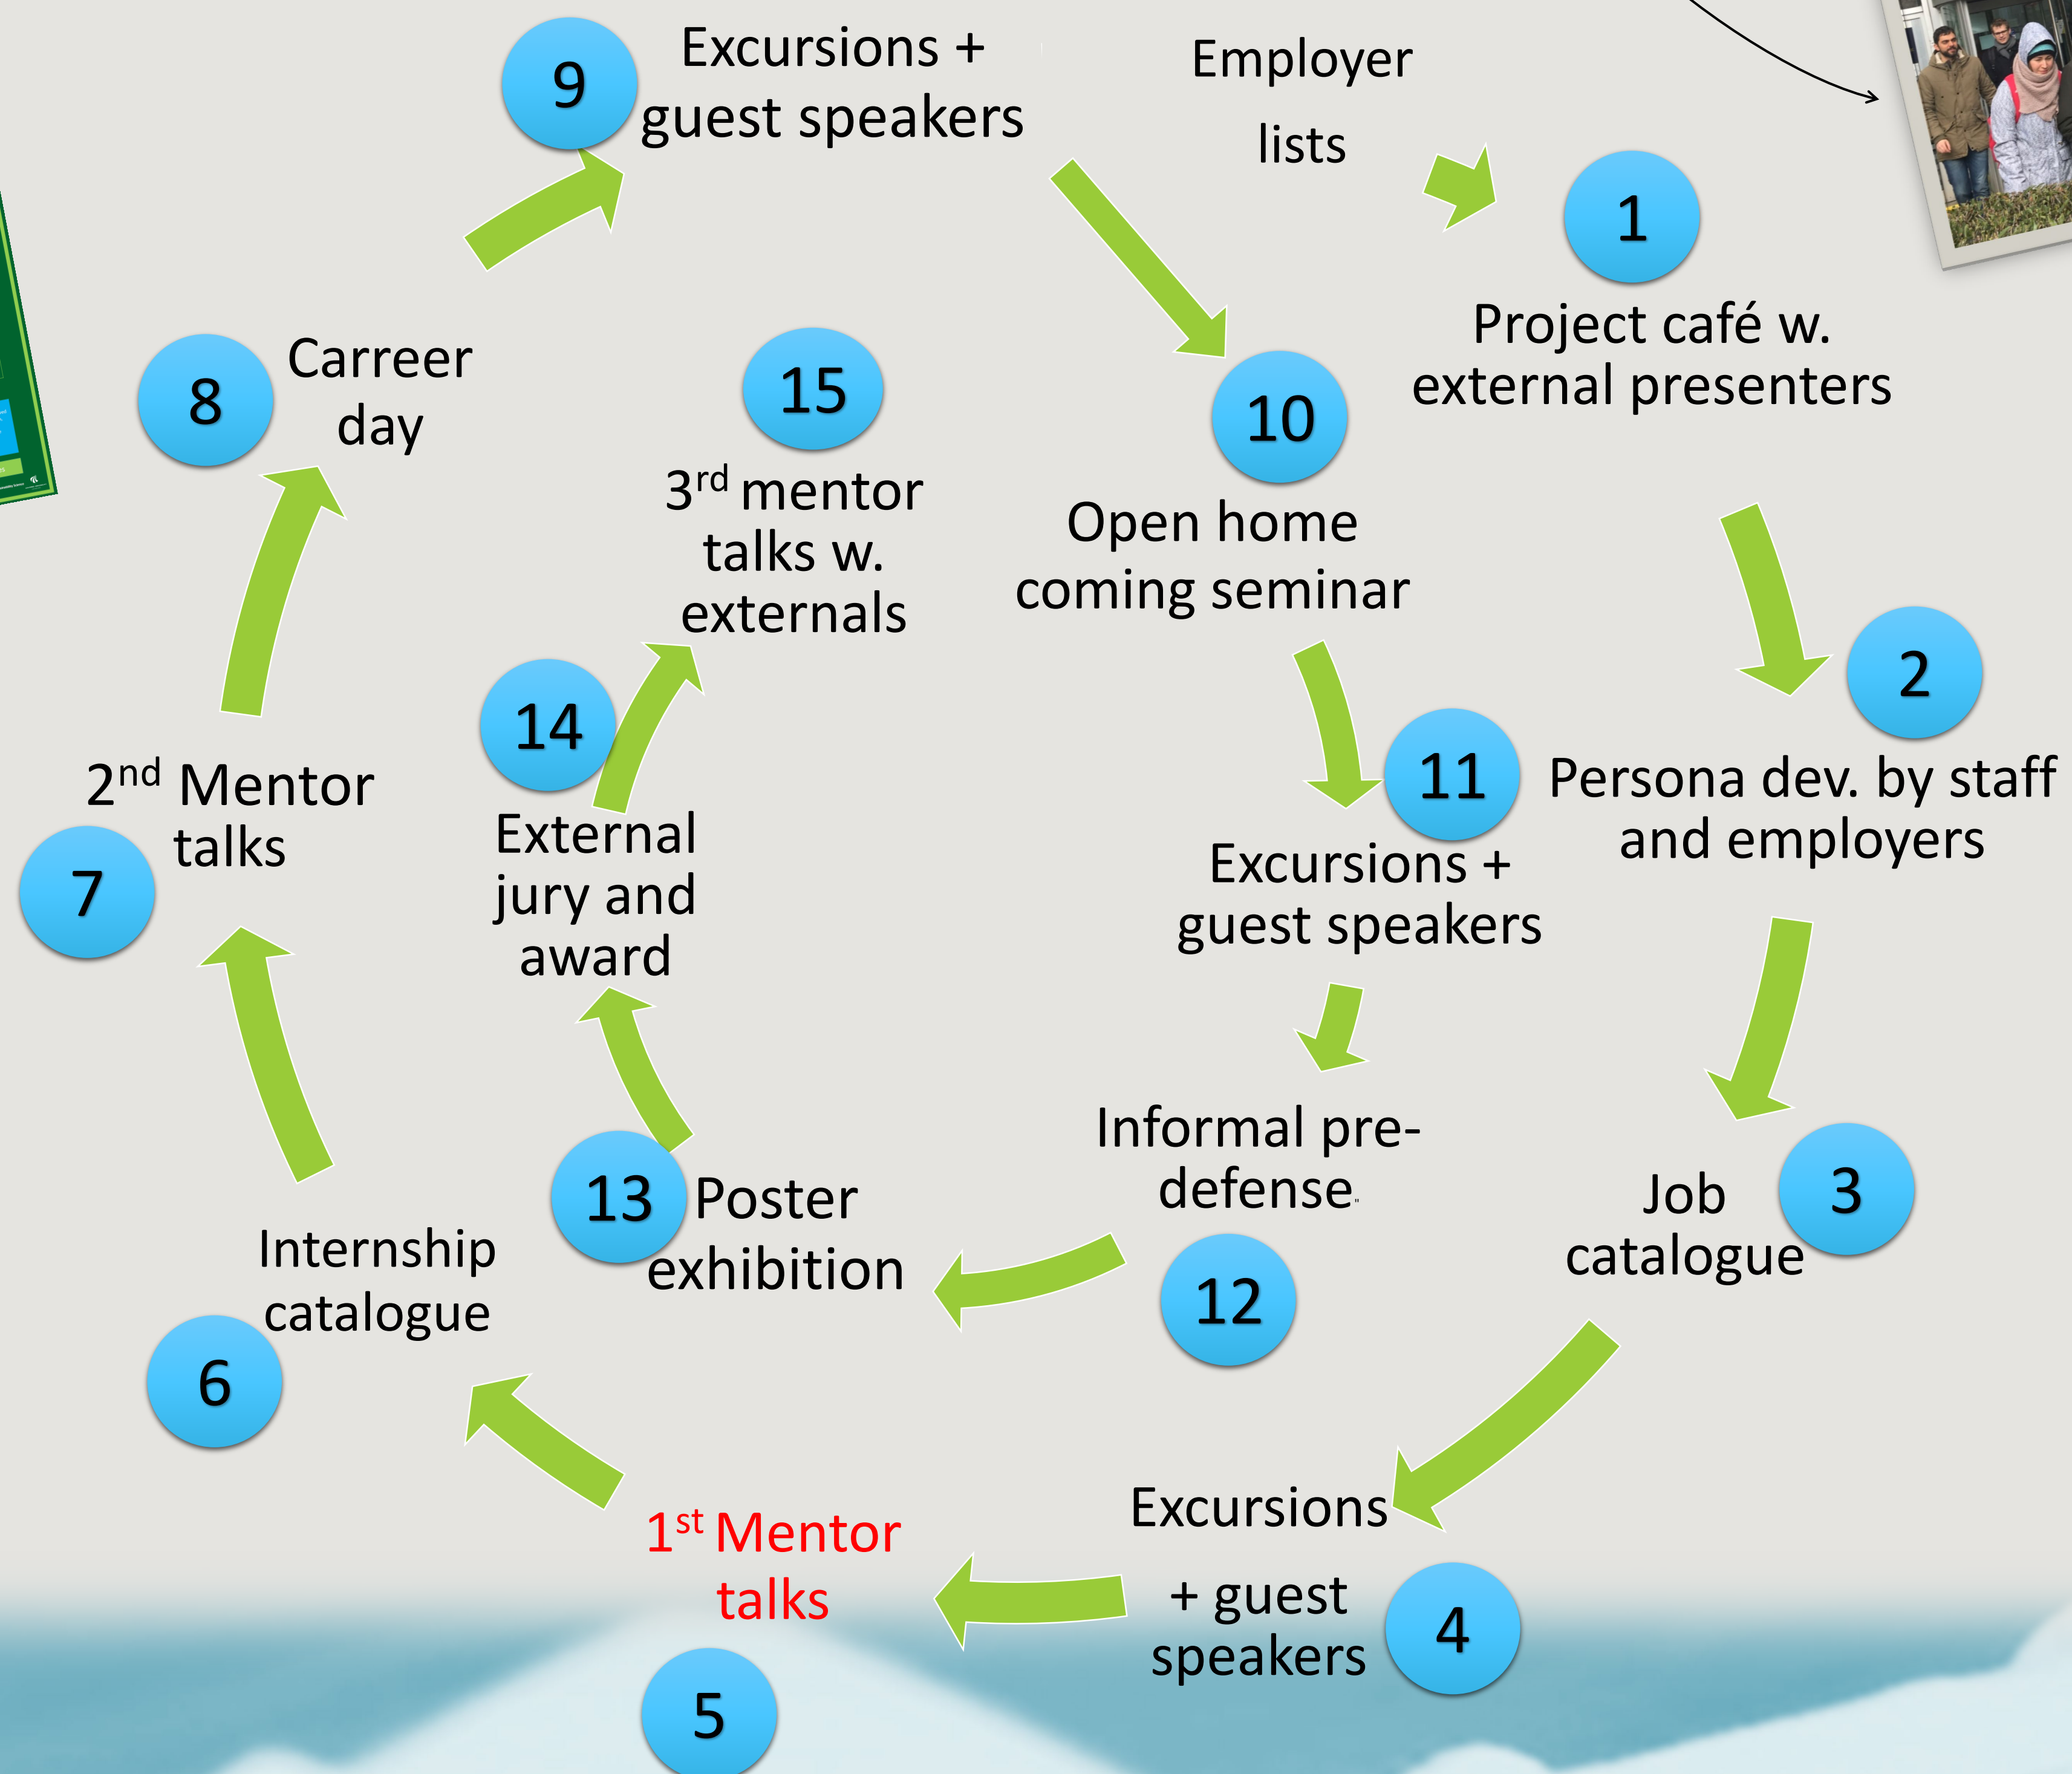 Employer
lists
1
Project café w.
external presenters
2
Persona dev. by staff
and employers
3
Job
catalogue
4
Excursions
+ guest
speakers
5
1st Mentor
talks
6
Internship
catalogue
7
2nd Mentor
talks
8
Carreer
day
9
Excursions +
guest speakers
10
Open home
coming seminar
11
Excursions +
guest speakers
12
Informal pre-
defense"
13
Poster
exhibition
14
External
jury and
award
15
3rd mentor
talks w.
externals